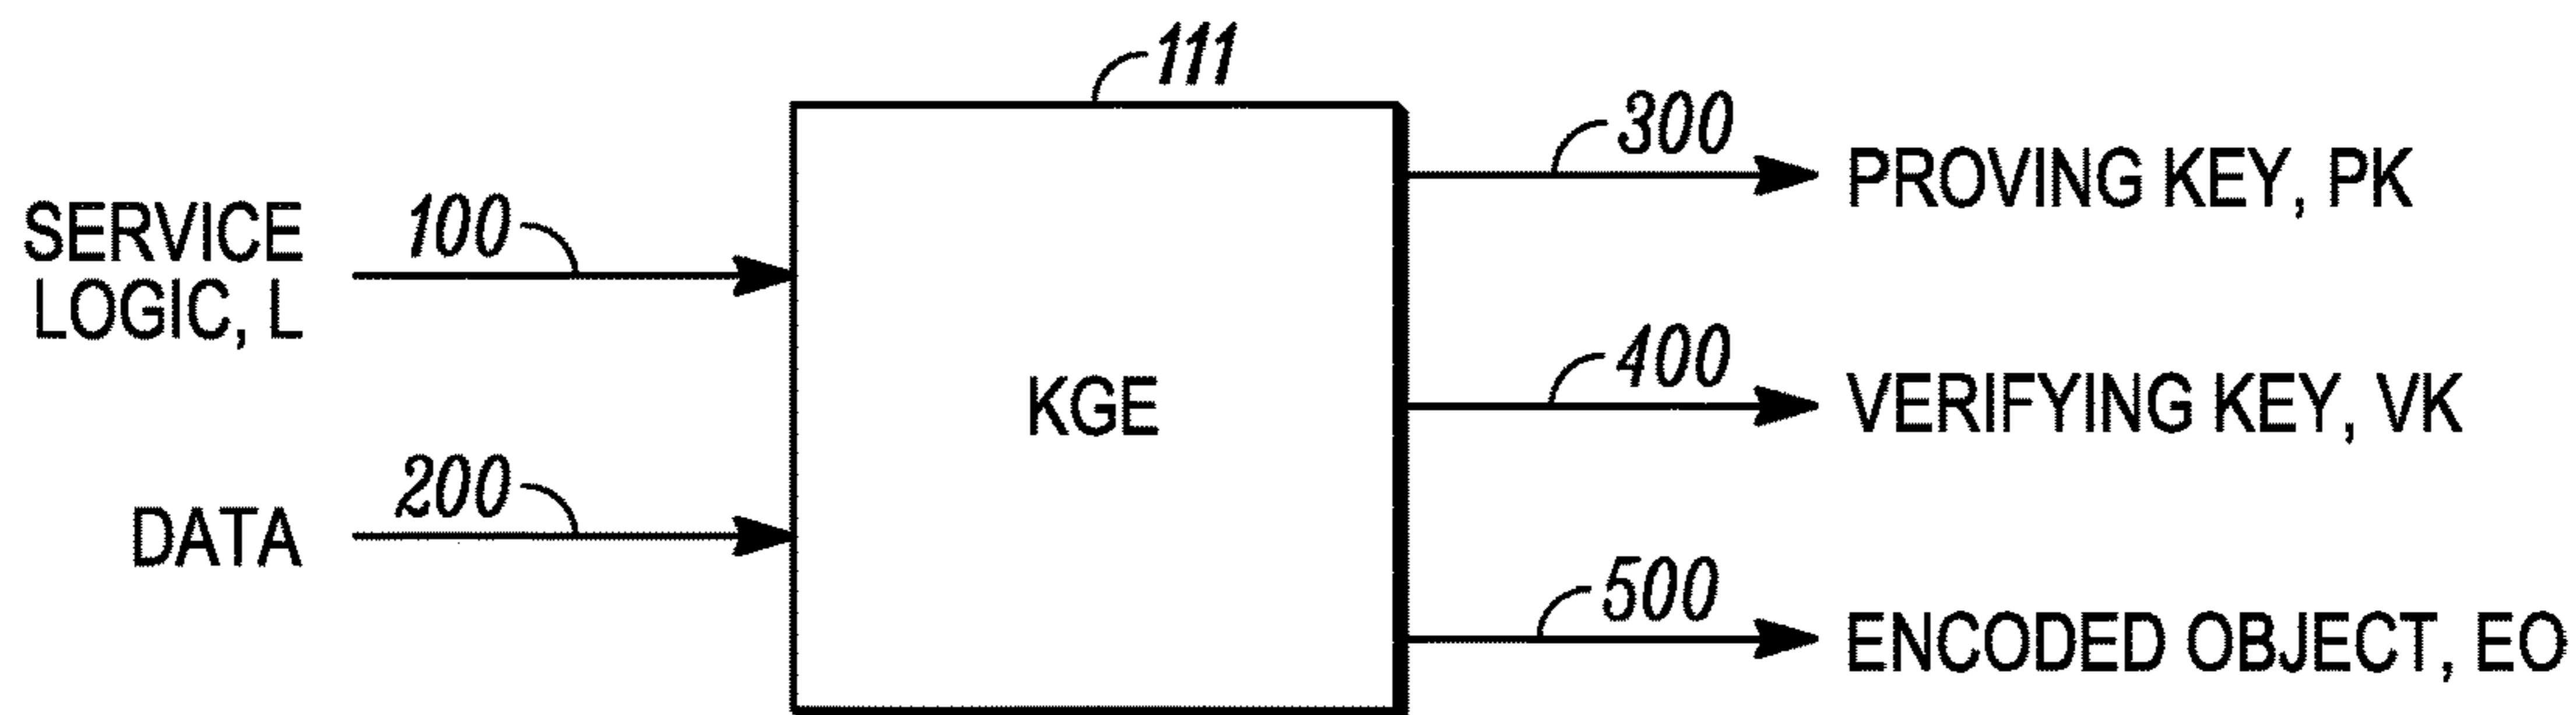 111
SERVICE
LOGIC, L
100
DATA
200
KGE
300
PROVING KEY, PK
400
VERIFYING KEY, VK
500
ENCODED OBJECT, EO